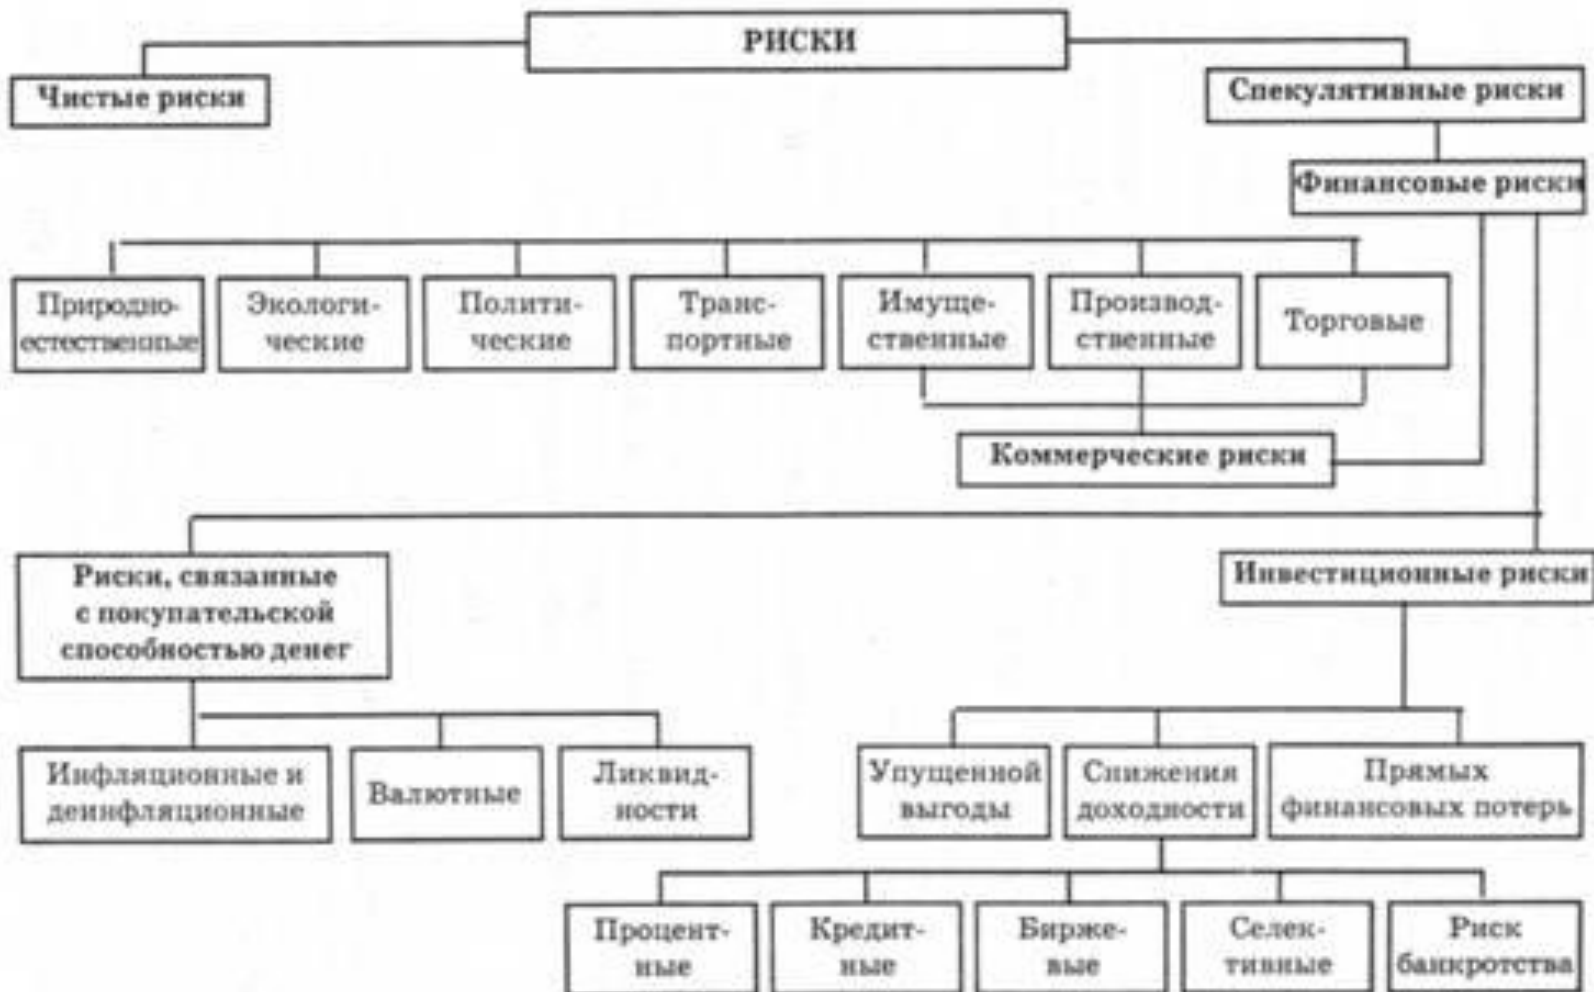 РИСКИ
Чистые риски
Спекулятивные риски
Финансовые риски
Природно-
естественные
Экологи-
ческие
Полити-
ческие
Транс-
портные
Имуще-
ственные
Производ-
ственные
Торговые
Коммерческие риски
Риски, связанные
с покупательской
способностью денег
Инвестиционные риски
Инфляционные и
деинфляционные
Валютные
Ликвид-
ности
Упущенной
выгоды
Снижения
доходности
Прямых
финансовых потерь
Процент-
ные
Кредит-
ные
Бирже-
вые
Селек-
тивные
Риск
банкротства